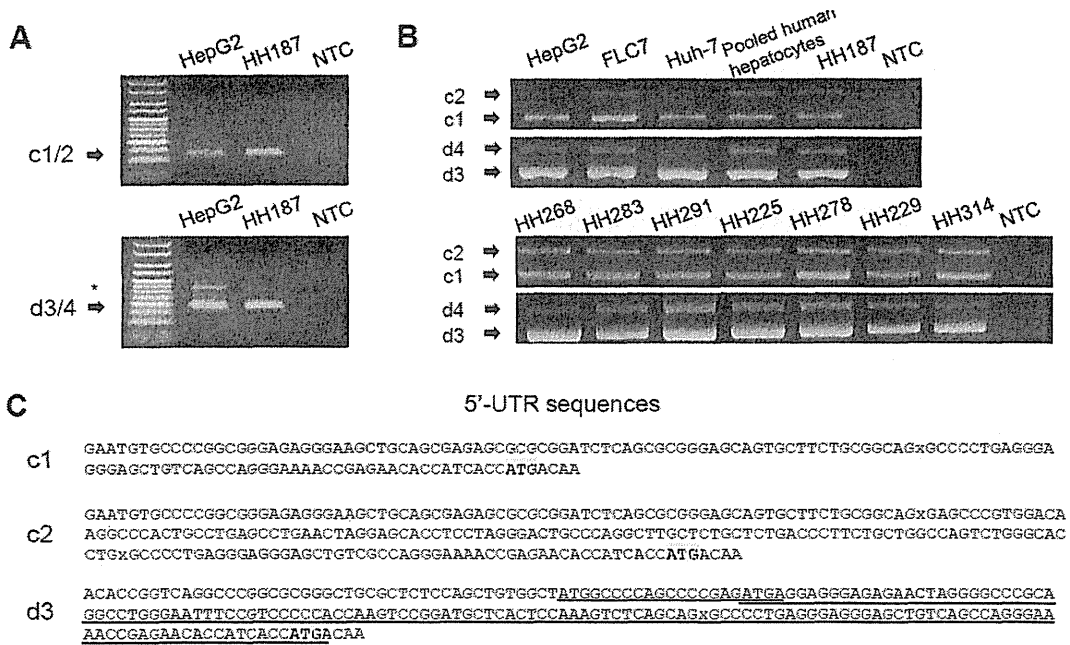 A
HepG2 HH187 NTC
c1/2
HepG2 HH187 NTC
*
d3/4
B
HepG2 FLC7 Huh-7 Pooled human hepatocytes HH187 NTC
c2
c1
d4
d3
HH268 HH283 HH291 HH225 HH278 HH229 HH314 NTC
c2
c1
d4
d3
C
5'-UTR sequences
c1
GAATGTGCCCCGGCGGGAGAGGGAAGCTGCAGCGAGAGCGCGCGGATCTCAGCGCGGGAGCAGTGCTTCTGCGGCAGxGCCCCTGAGGGA
GGGAGCTGTCAGCCAGGGAAAACCGAGAACACCATCACCATGACAA
c2
GAATGTGCCCCGGCGGGAGAGGGAAGCTGCAGCGAGAGCGCGCGGATCTCAGCGCGGGAGCAGTGCTTCTGCGGCAGxGAGCCCGTGGACA
AGGCCCACTGCCTGAGCCTGAACTAGGAGCACCTCCTAGGGACTGCCCAGGCTTGCTCTGCTCTGACCCTTCTGCTGGCCAGTCTGGGCAC
CTGxGCCCCTGAGGGAGGGAGCTGTCGCCAGGGAAAACCGAGAACACCATCACCATGACAA
d3
ACACCGGTCAGGCCCGGCGCGGGCTGCGCTCTCCAGCTGTGGCTATGGCCCCAGCCCCGAGATGAGGAGGGAGAGAACTAGGGGCCCGCA
GGCCTGGGAATTTCCGTCCCCCACCAAGTCCGGATGCTCACTCCAAAGTCTCAGCAGxGCCCCTGAGGGAGGGAGCTGTCAGCCAGGGAA
AACCGAGAACACCATCACCATGACAA